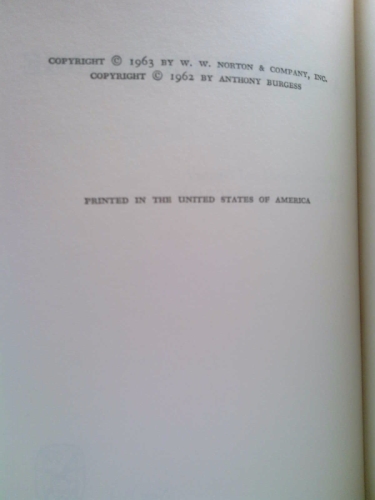 COPYRIGHT © 1963 BY W. W. NORTON & COMPANY, INC.
COPYRIGHT © 1962 BY ANTHONY BURGESS
PRINTED IN THE UNITED STATES OF AMERICA